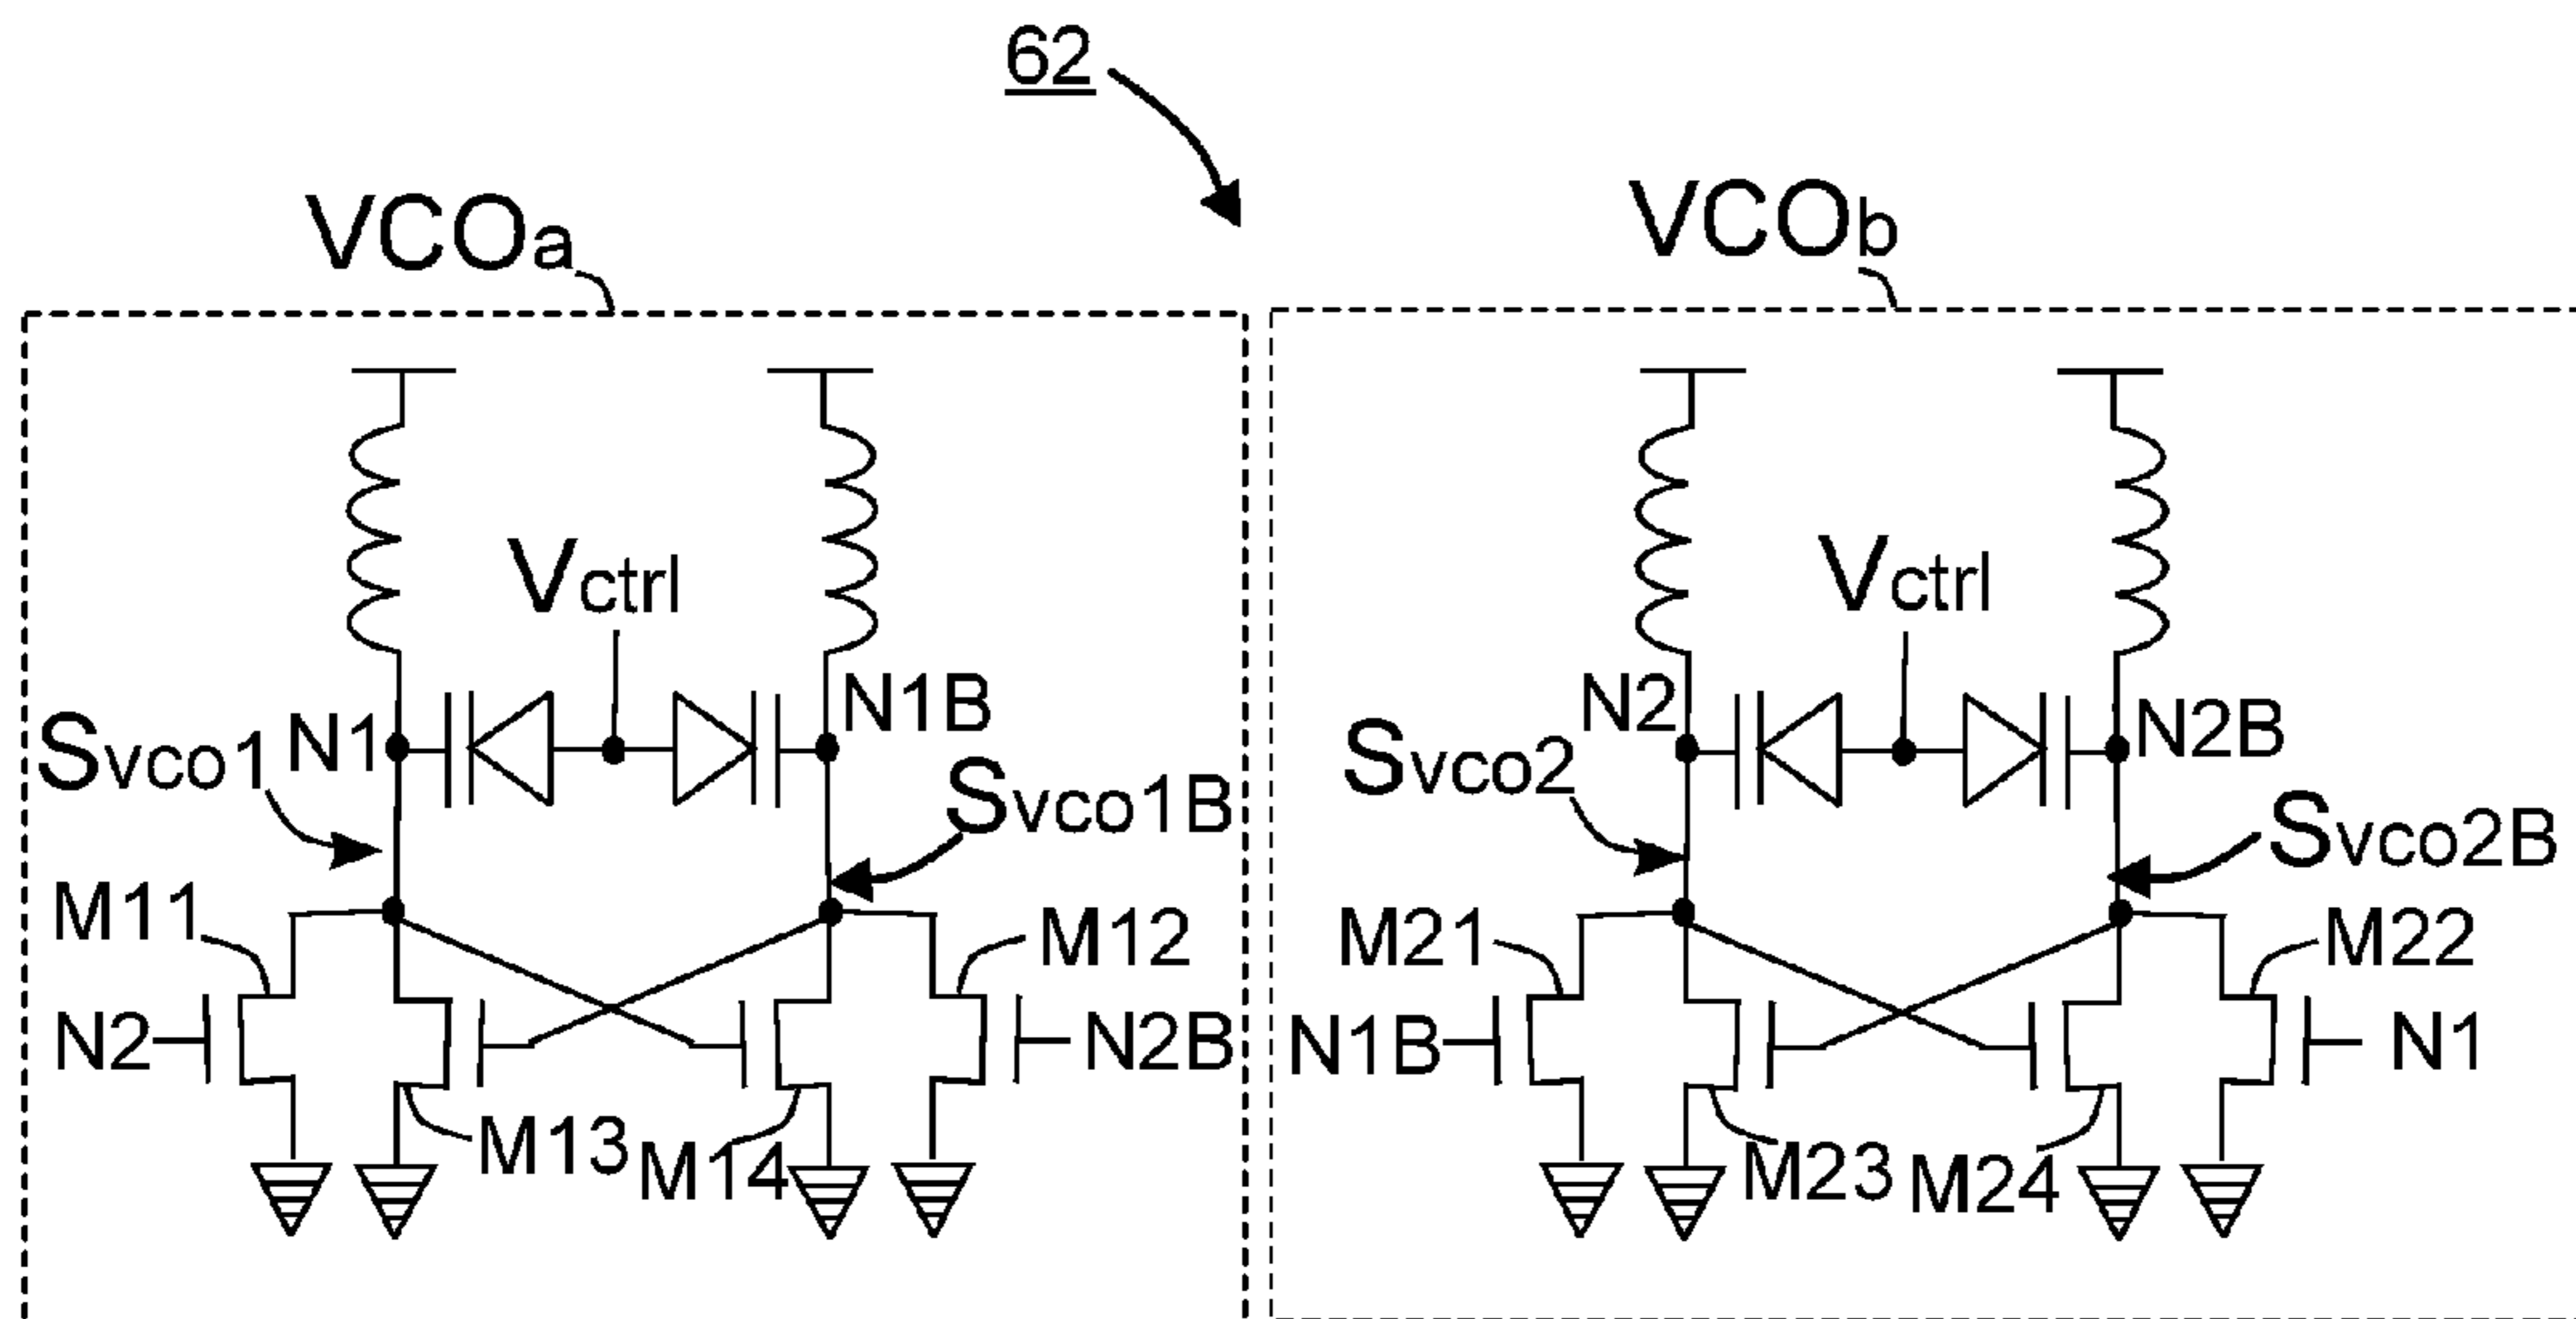 62
VCOa
VCOb
Vctrl
Vctrl
N1
N1B
N2
N2B
Svco1
Svco1B
Svco2
Svco2B
M11
M12
M21
M22
N2
N2B
N1B
N1
M13
M14
M23
M24